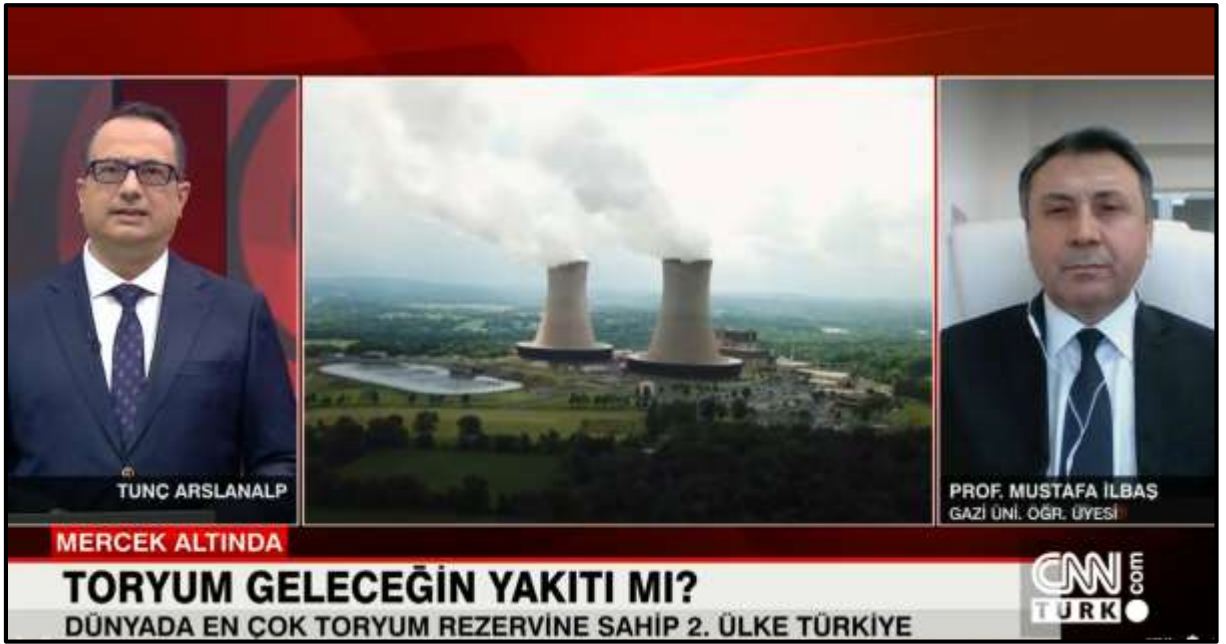 TUNÇ ARSLANALP
PROF. MUSTAFA İLBAŞ
GAZİ ÜNİ. ÖĞR. ÜYESİ
MERCEK ALTINDA
TORYUM GELECEĞİN YAKITI MI?
DÜNYADA EN ÇOK TORYUM REZERVİNE SAHİP 2. ÜLKE TÜRKİYE
CNN
TÜRK
com